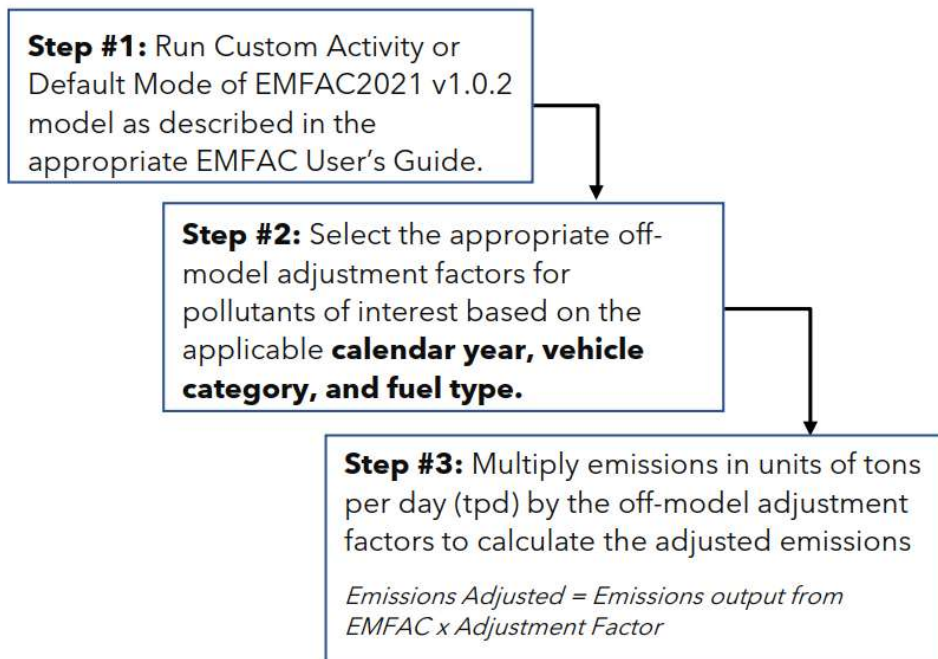 Step #1: Run Custom Activity or
Default Mode of EMFAC2021 v1.0.2
model as described in the
appropriate EMFAC User's Guide.
Step #2: Select the appropriate off-
model adjustment factors for
pollutants of interest based on the
applicable calendar year, vehicle
category, and fuel type.
Step #3: Multiply emissions in units of tons
per day (tpd) by the off-model adjustment
factors to calculate the adjusted emissions
Emissions Adjusted = Emissions output from
EMFAC x Adjustment Factor